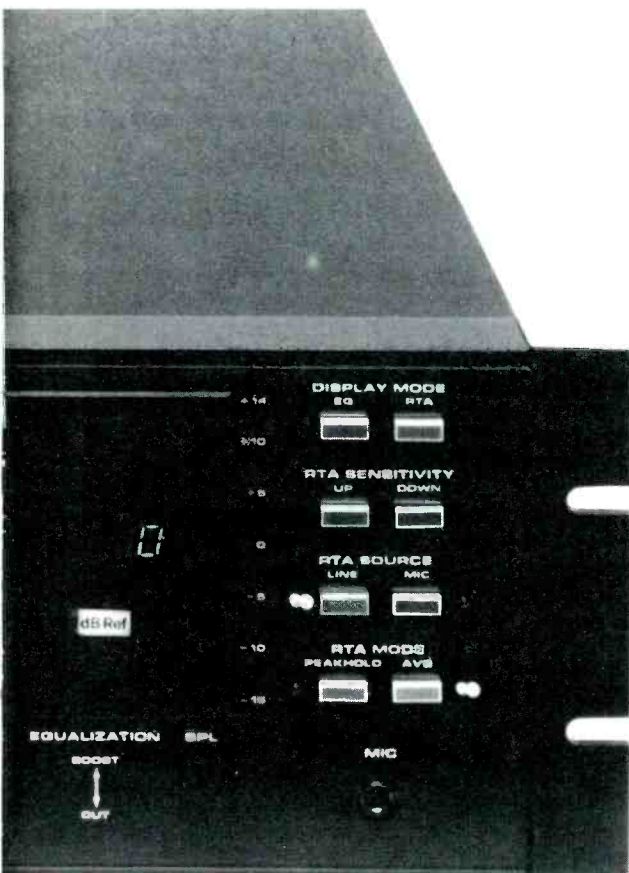 DISPLAY MODE
EQ RTA
+14
+10
RTA SENSITIVITY
UP DOWN
+5
0
0
RTA SOURCE
LINE MIC
-5
dB Ref
-10
RTA MODE
PEAKHOLD AVG
-15
EQUALIZATION SPL
BOOST
CUT
MIC